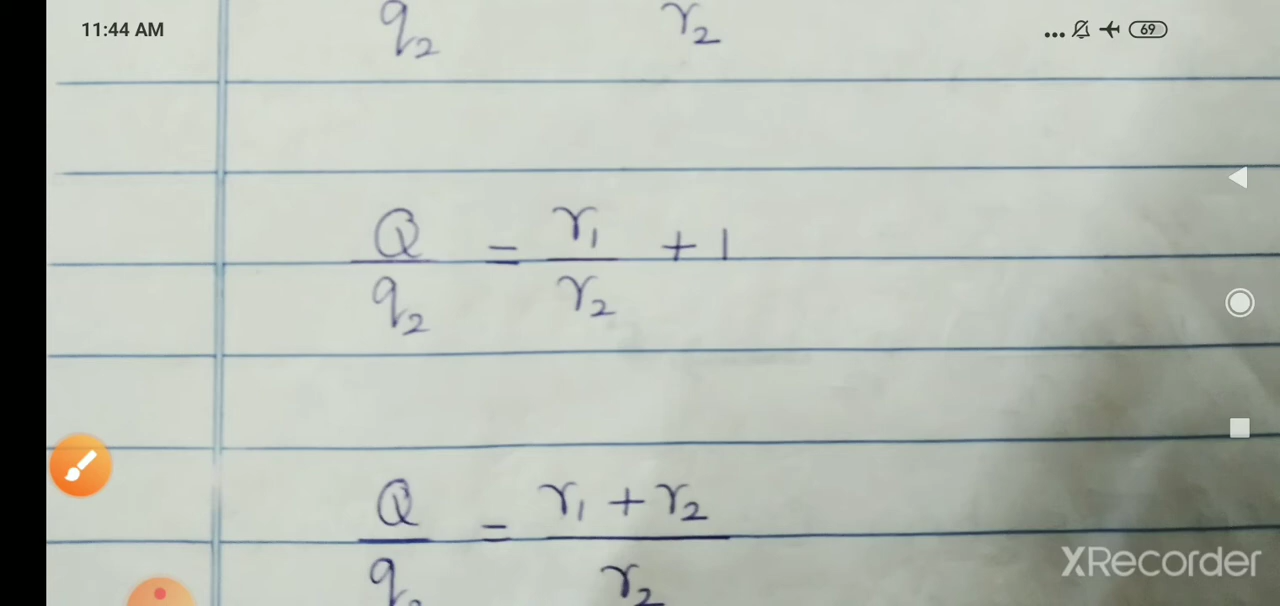 11:44 AM ... 69
q₂ r₂
Q/q₂ = r₁/r₂ + 1
Q/q₂ = (r₁ + r₂)/r₂
XRecorder